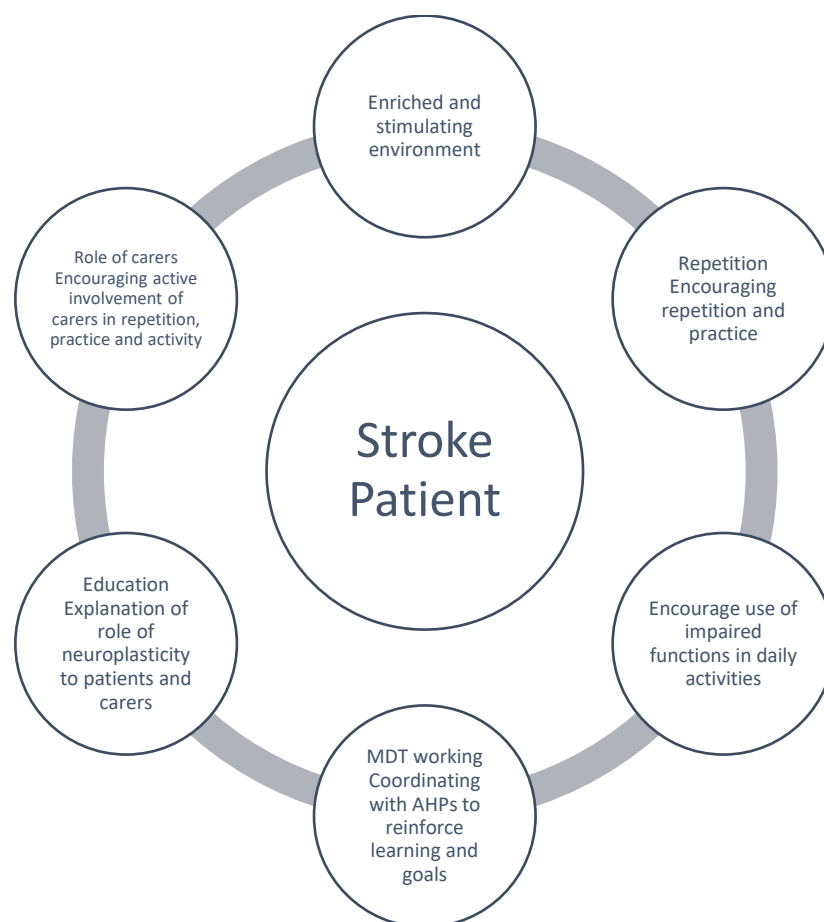 Enriched and
stimulating
environment
Repetition
Encouraging
repetition and
practice
Encourage use of
impaired
functions in daily
activities
MDT working
Coordinating
with AHPs to
reinforce
learning and
goals
Education
Explanation of
role of
neuroplasticity
to patients and
carers
Role of carers
Encouraging active
involvement of
carers in repetition,
practice and activity
Stroke
Patient